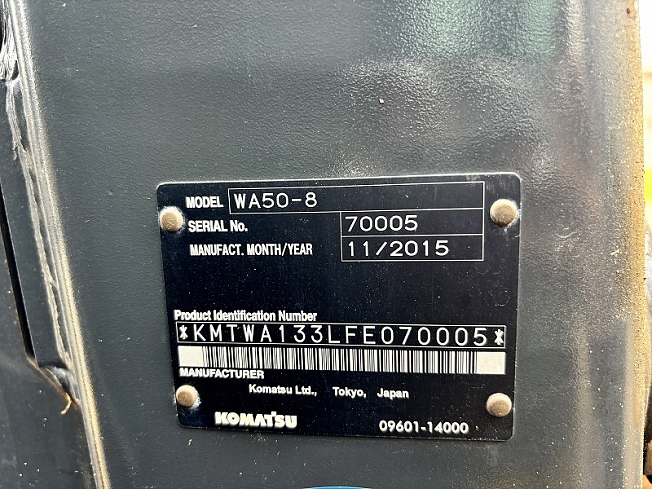 MODEL WA50-8
SERIAL No. 70005
MANUFACT. MONTH/YEAR 11/2015
Product Identification Number
*KMTWA133LFE070005*
MANUFACTURER
Komatsu Ltd., Tokyo, Japan
KOMATSU 09601-14000